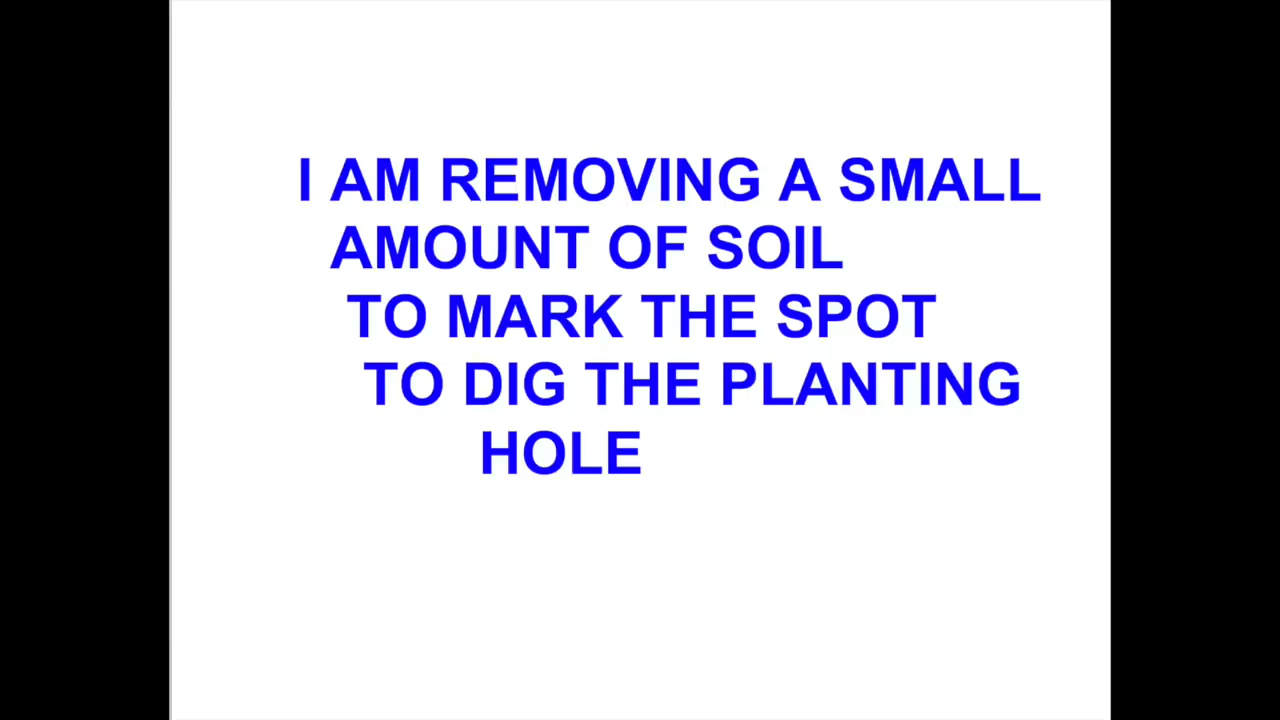 I AM REMOVING A SMALL
AMOUNT OF SOIL
TO MARK THE SPOT
TO DIG THE PLANTING
HOLE